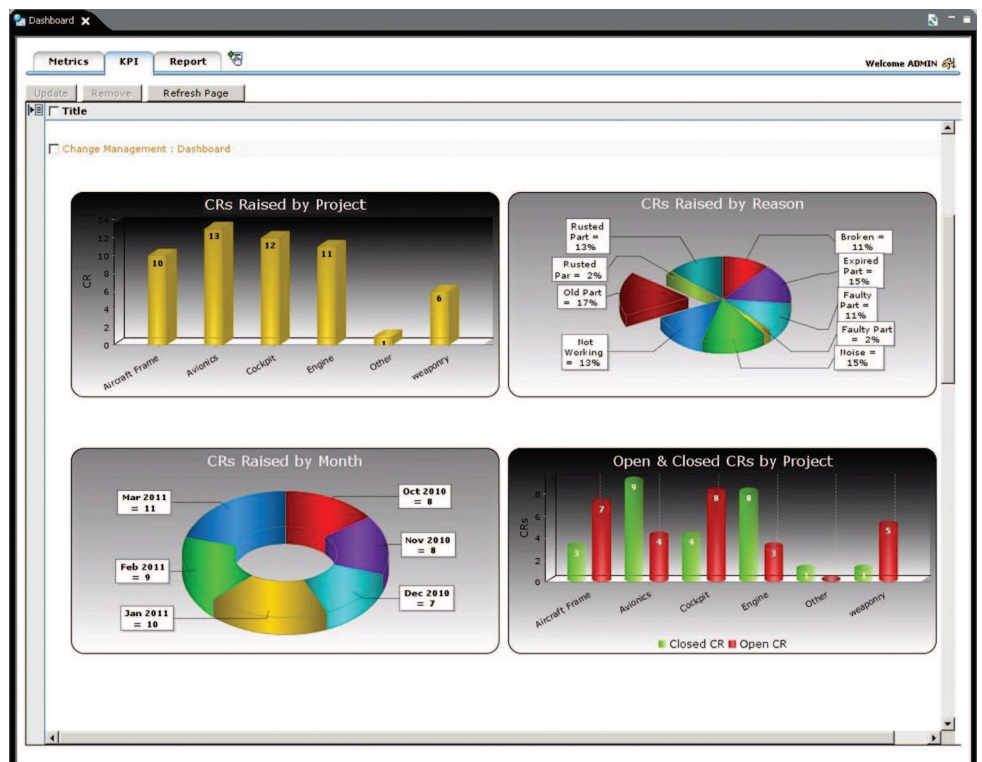 Dashboard
Metrics KPI Report
Welcome ADMIN
Update Remove Refresh Page
Title
Change Management : Dashboard
CRs Raised by Project
14
12
10
8
6
4
2
0
CR
10
13
12
11
1
6
Aircraft Frame
Avionics
Cockpit
Engine
Other
weaponry
CRs Raised by Reason
Rusted
Part =
13%
Rusted
Par = 2%
Old Part
= 17%
Not
Working
= 13%
Broken =
11%
Expired
Part =
15%
Faulty
Part =
11%
Faulty Part
= 2%
Noise =
15%
CRs Raised by Month
Mar 2011
= 11
Feb 2011
= 9
Jan 2011
= 10
Oct 2010
= 8
Nov 2010
= 8
Dec 2010
= 7
Open & Closed CRs by Project
8
6
4
2
0
CRs
3
7
9
4
4
8
8
3
1
1
5
Aircraft Frame
Avionics
Cockpit
Engine
Other
weaponry
Closed CR Open CR